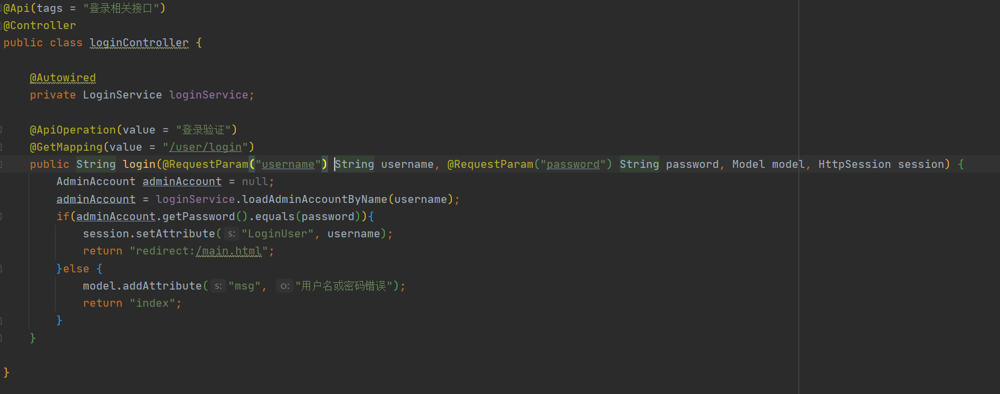 @Api(tags = "登录相关接口")
@Controller
public class loginController {
@Autowired
private LoginService loginService;
@ApiOperation(value = "登录验证")
@GetMapping(value = "/user/login")
public String login(@RequestParam("username") String username, @RequestParam("password") String password, Model model, HttpSession session) {
AdminAccount adminAccount = null;
adminAccount = loginService.loadAdminAccountByName(username);
if(adminAccount.getPassword().equals(password)){
session.setAttribute( s: "LoginUser", username);
return "redirect:/main.html";
}else {
model.addAttribute( s: "msg", o: "用户名或密码错误");
return "index";
}
}
}